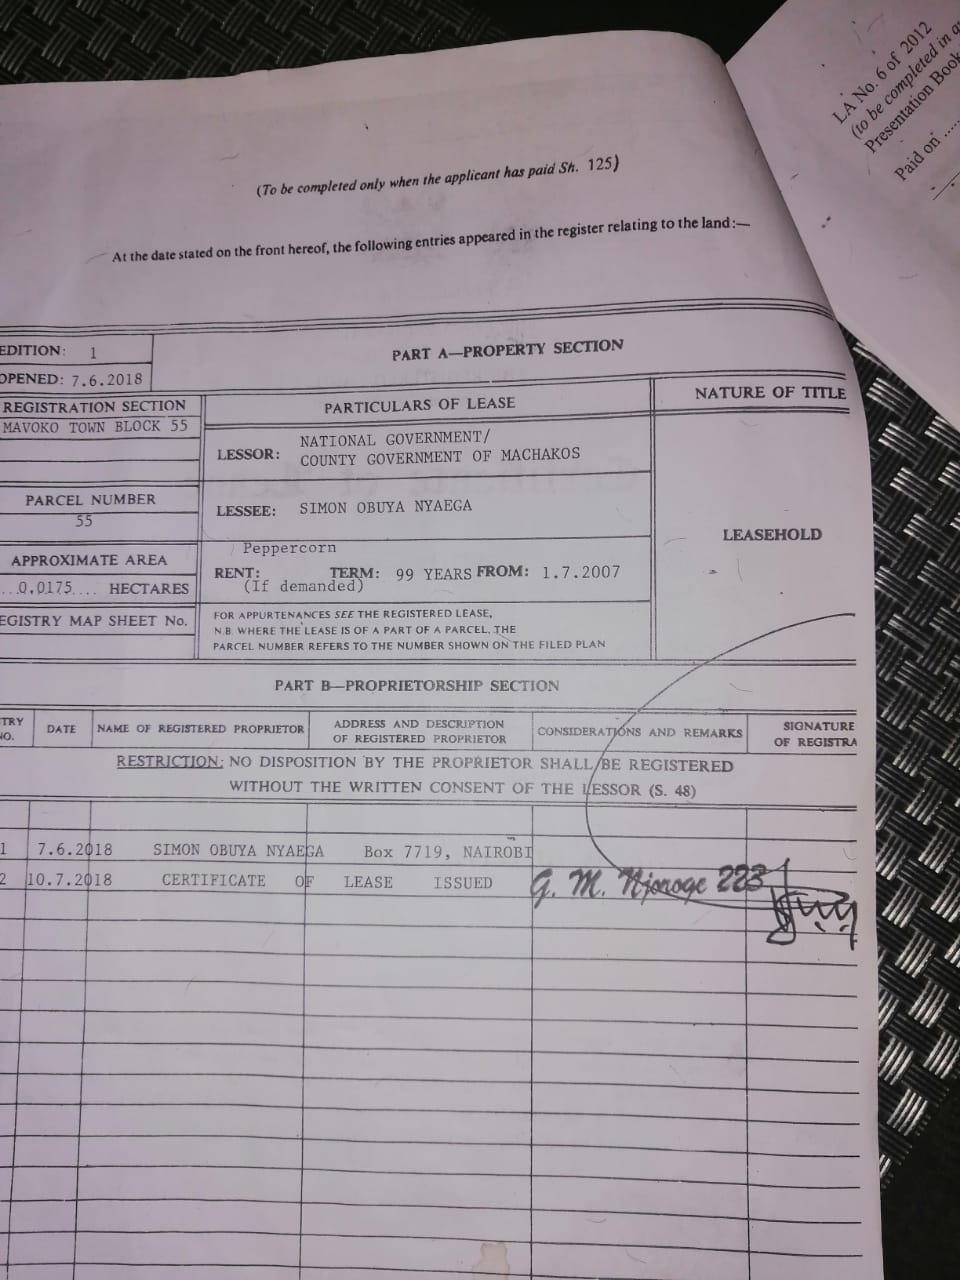 LA No. 6 of 2012
(to be completed in
Presentation Book
Paid on .....
(To be completed only when the applicant has paid Sh. 125)
At the date stated on the front hereof, the following entries appeared in the register relating to the land:—
EDITION: 1
OPENED: 7.6.2018
PART A—PROPERTY SECTION
REGISTRATION SECTION
MAVOKO TOWN BLOCK 55
PARCEL NUMBER
55
APPROXIMATE AREA
...0.0175.... HECTARES
EGISTRY MAP SHEET No.
PARTICULARS OF LEASE
LESSOR: NATIONAL GOVERNMENT/
COUNTY GOVERNMENT OF MACHAKOS
LESSEE: SIMON OBUYA NYAEGA
Peppercorn
RENT: TERM: 99 YEARS FROM: 1.7.2007
(If demanded)
FOR APPURTENANCES SEE THE REGISTERED LEASE,
N.B. WHERE THE LEASE IS OF A PART OF A PARCEL, THE
PARCEL NUMBER REFERS TO THE NUMBER SHOWN ON THE FILED PLAN
NATURE OF TITLE
LEASEHOLD
PART B—PROPRIETORSHIP SECTION
TRY
NO.
DATE
NAME OF REGISTERED PROPRIETOR
ADDRESS AND DESCRIPTION
OF REGISTERED PROPRIETOR
CONSIDERATIONS AND REMARKS
SIGNATURE
OF REGISTRA
RESTRICTION: NO DISPOSITION BY THE PROPRIETOR SHALL BE REGISTERED
WITHOUT THE WRITTEN CONSENT OF THE LESSOR (S. 48)
1 7.6.2018 SIMON OBUYA NYAEGA Box 7719, NAIROBI
2 10.7.2018 CERTIFICATE OF LEASE ISSUED G. M. Njoroge 223